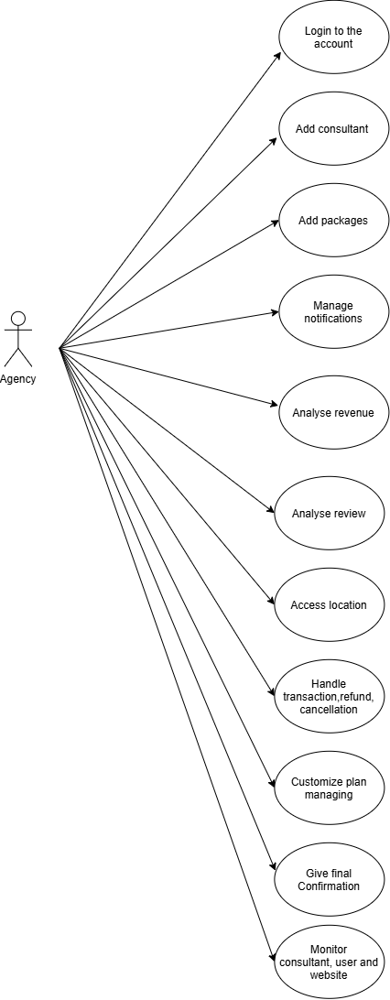 Login to the
account
Add consultant
Add packages
Manage
notifications
Agency
Analyse revenue
Analyse review
Access location
Handle
transaction,refund,
cancellation
Customize plan
managing
Give final
Confirmation
Monitor
consultant, user and
website